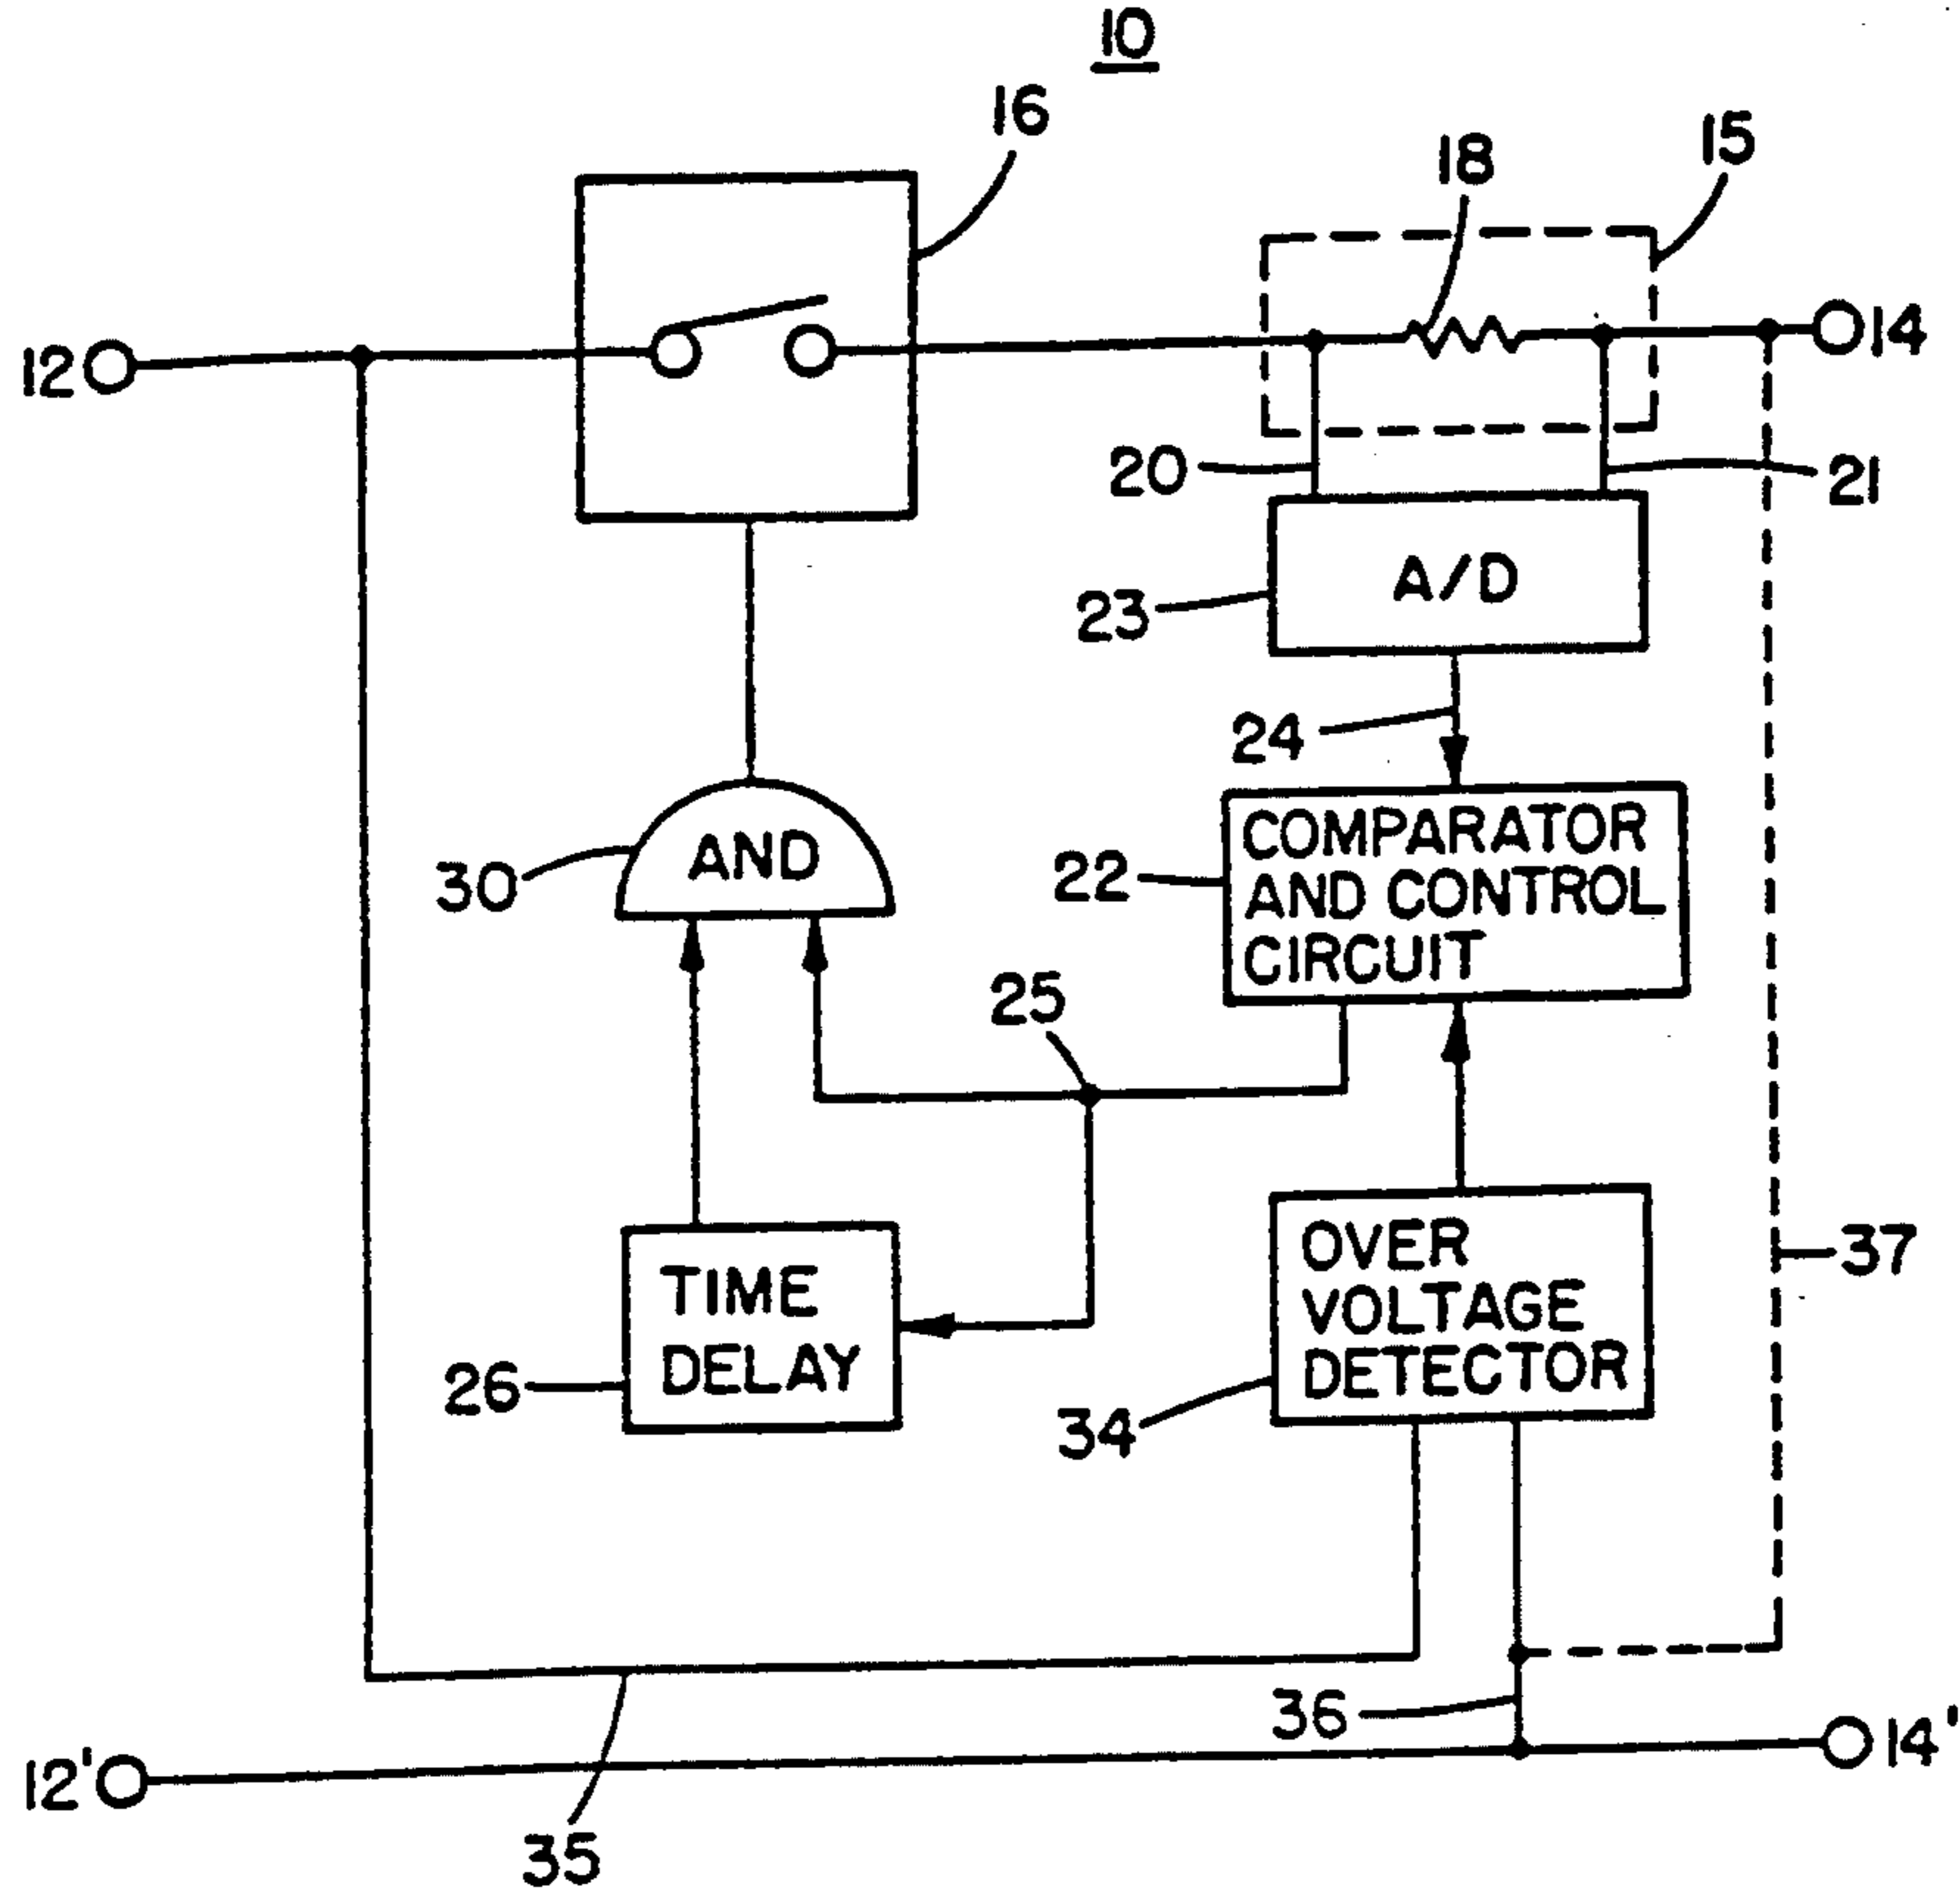 10
16
18
15
12
14
20
21
A/D
23
24
COMPARATOR
AND CONTROL
CIRCUIT
22
AND
30
25
OVER
VOLTAGE
DETECTOR
37
TIME
DELAY
26
34
36
12'
14'
35